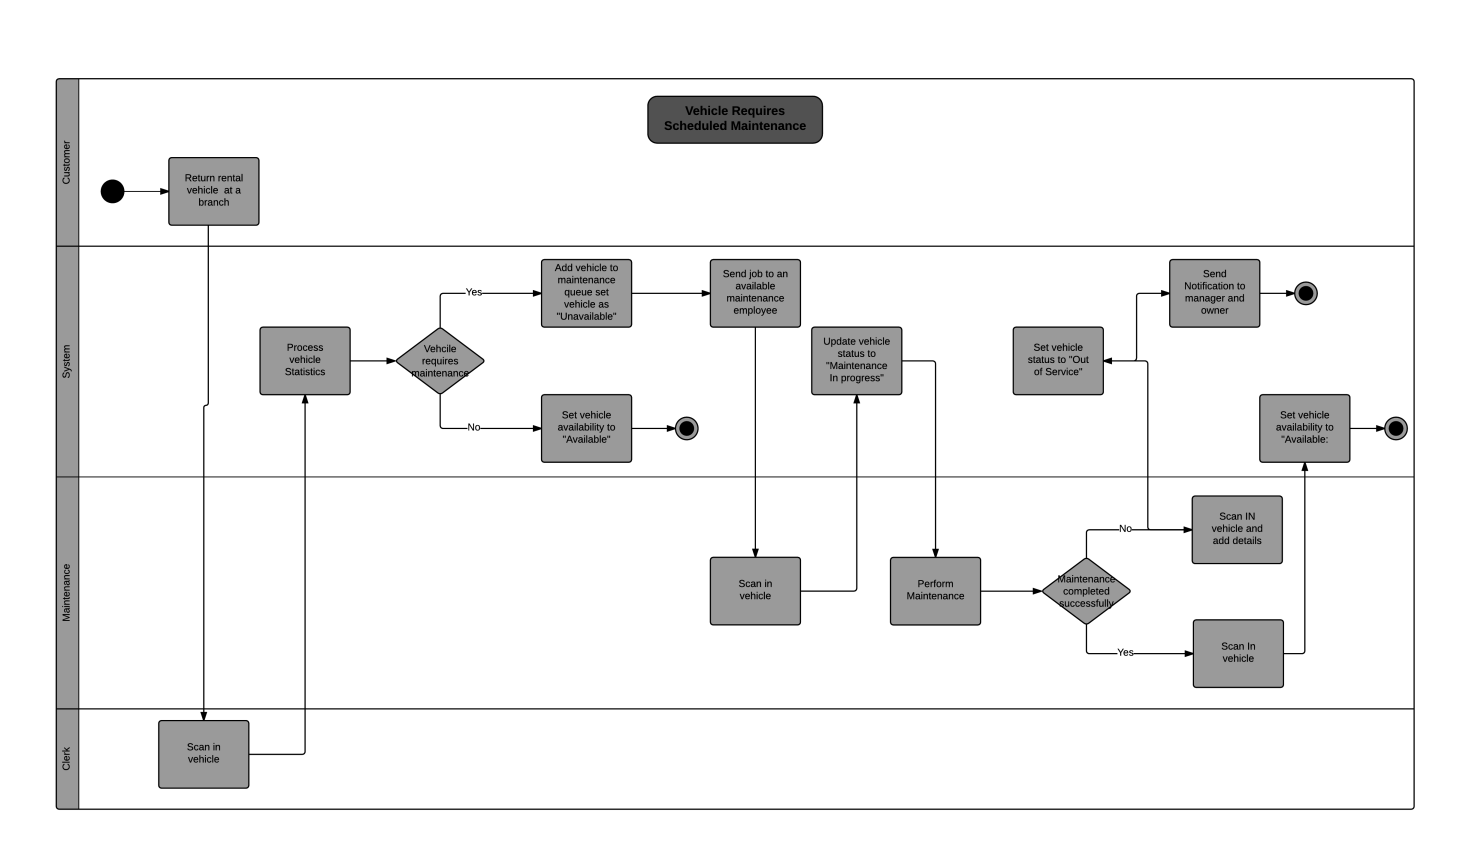 Vehicle Requires
Scheduled Maintenance
Customer
Return rental
vehicle at a
branch
System
Process
vehicle
Statistics
Vehcile
requires
maintenance
Yes
No
Add vehicle to
maintenance
queue set
vehicle as
"Unavailable"
Set vehicle
availability to
"Available"
Send job to an
available
maintenance
employee
Update vehicle
status to
"Maintenance
In progress"
Set vehicle
status to "Out
of Service"
Send
Notification to
manager and
owner
Set vehicle
availability to
"Available:
Maintenance
Scan in
vehicle
Perform
Maintenance
Maintenance
completed
successfully
No
Yes
Scan IN
vehicle and
add details
Scan In
vehicle
Clerk
Scan in
vehicle